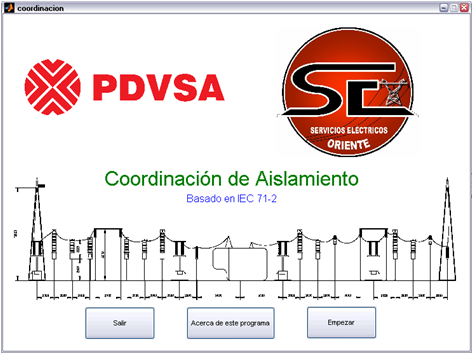 coordinacion
PDVSA
SE
SERVICIOS ELECTRICOS
ORIENTE
Coordinación de Aislamiento
Basado en IEC 71-2
Salir
Acerca de este programa
Empezar